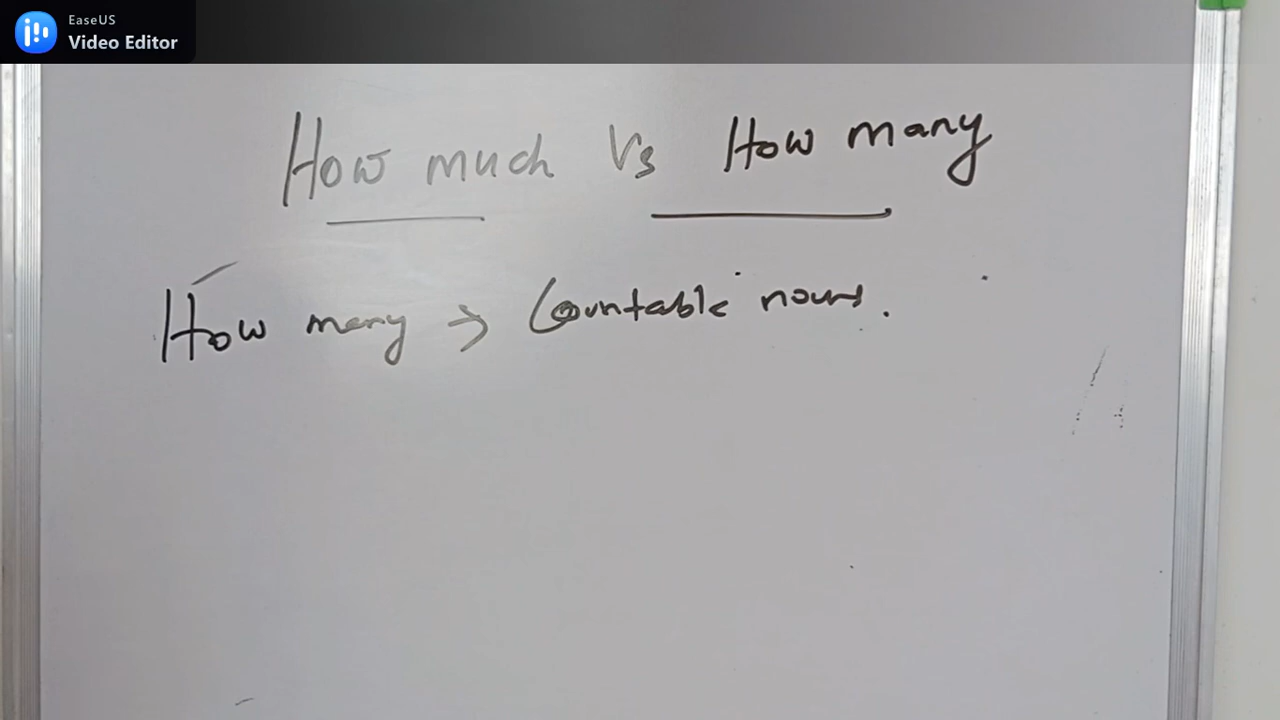 EaseUS
Video Editor
How much Vs How many
How many → Countable nouns.